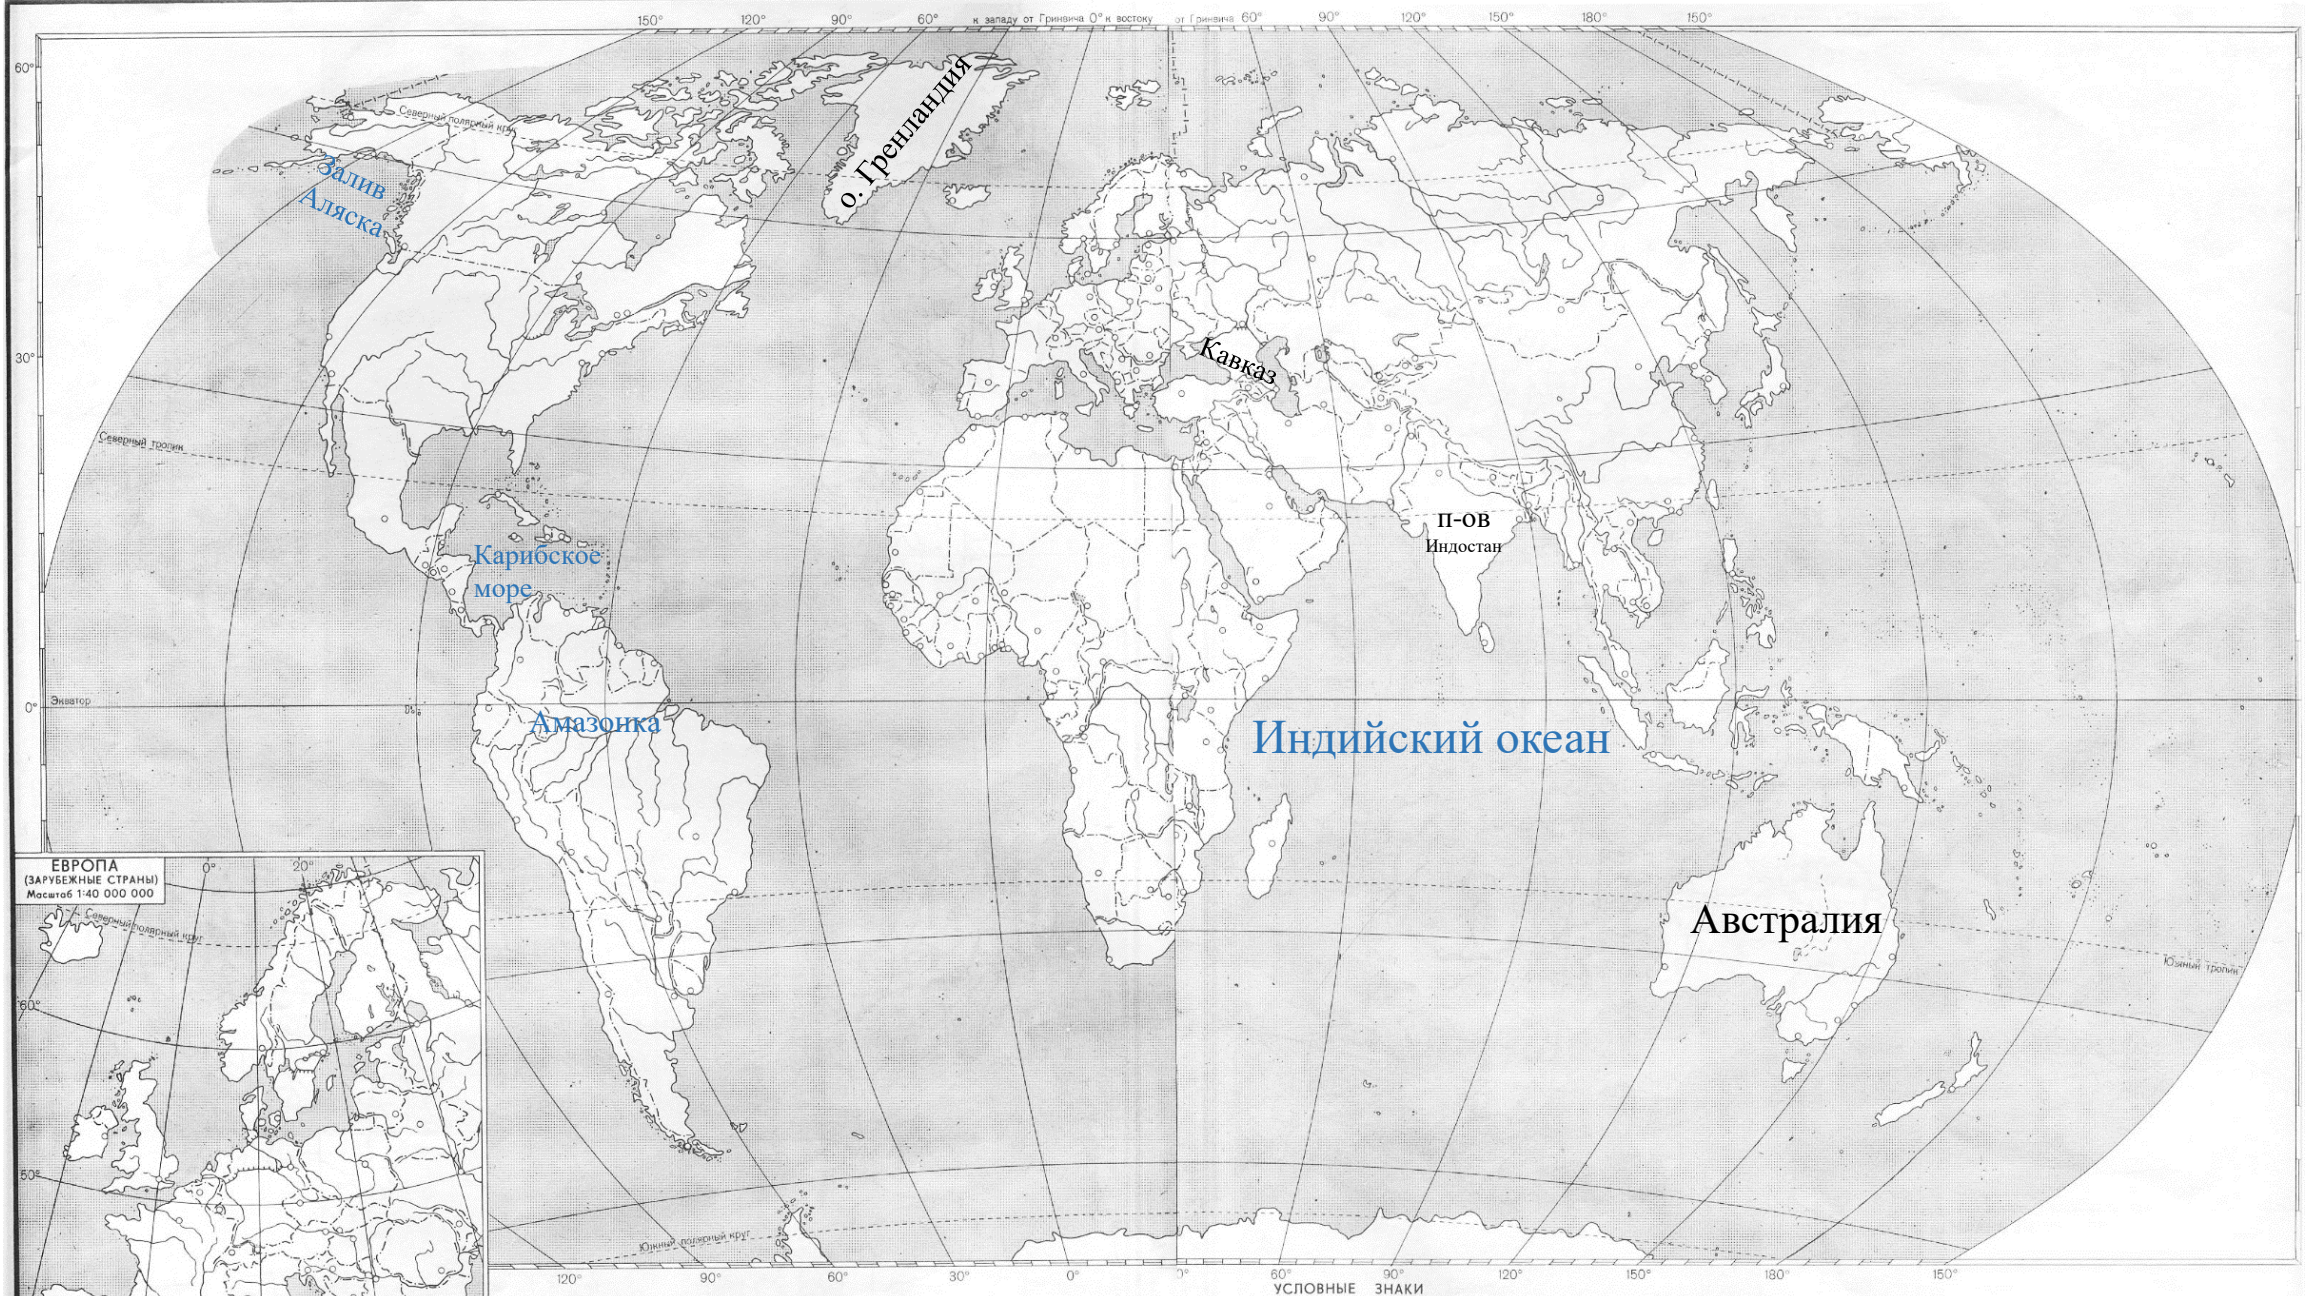 150° 120° 90° 60° к западу от Гринвича 0° к востоку от Гринвича 60° 90° 120° 150° 180° 150°
60°
о. Гренландия
Северный полярный круг
Залив
Аляска
30°
Кавказ
Северный тропик
п-ов
Индостан
Карибское
море
0°
Экватор
Амазонка
Индийский океан
Австралия
Южный тропик
ЕВРОПА
(ЗАРУБЕЖНЫЕ СТРАНЫ)
Масштаб 1:40 000 000
0° 20°
Северный полярный круг
60°
50°
Южный полярный круг
120° 90° 60° 30° 0° 60° 90° 120° 150° 180° 150°
УСЛОВНЫЕ ЗНАКИ